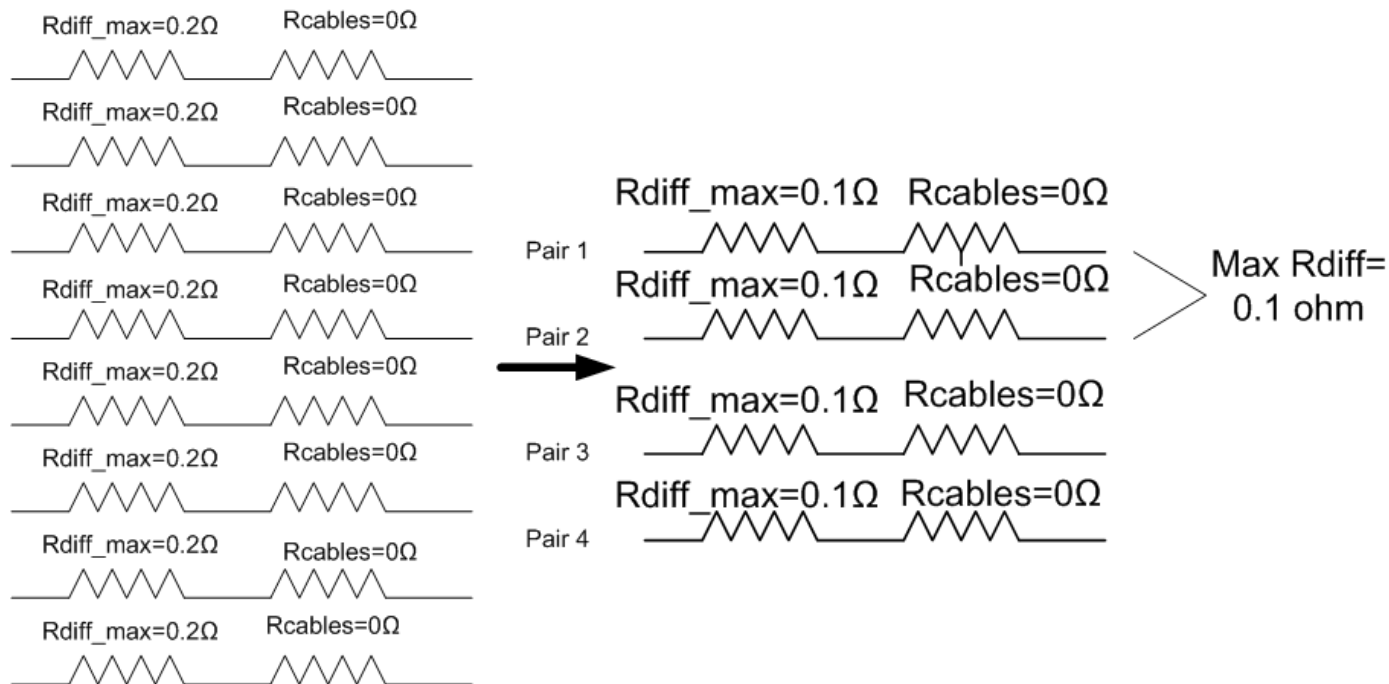 Rdiff_max=0.2Ω Rcables=0Ω
Rdiff_max=0.2Ω Rcables=0Ω
Rdiff_max=0.2Ω Rcables=0Ω
Rdiff_max=0.2Ω Rcables=0Ω
Rdiff_max=0.2Ω Rcables=0Ω
Rdiff_max=0.2Ω Rcables=0Ω
Rdiff_max=0.2Ω Rcables=0Ω
Rdiff_max=0.2Ω Rcables=0Ω
Rdiff_max=0.1Ω Rcables=0Ω
Pair 1
Rdiff_max=0.1Ω Rcables=0Ω
Pair 2
Rdiff_max=0.1Ω Rcables=0Ω
Pair 3
Rdiff_max=0.1Ω Rcables=0Ω
Pair 4
Max Rdiff=
0.1 ohm